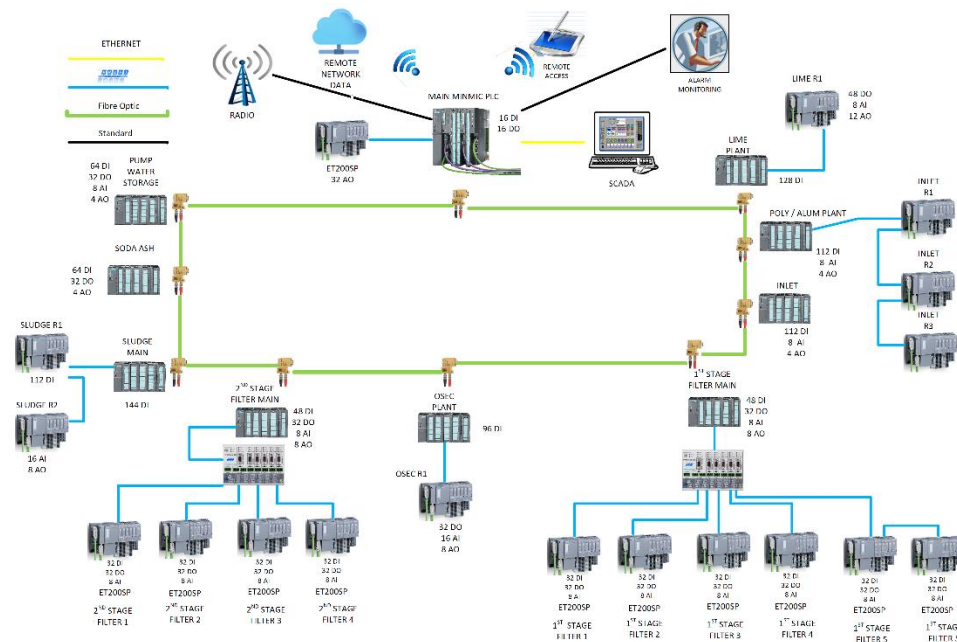 ETHERNET
Fibre Optic
Standard
RADIO
REMOTE
NETWORK
DATA
REMOTE
ACCESS
ALARM
MONITORING
MAIN MINMIC PLC
16 DI
16 DO
ET200SP
32 AO
SCADA
LIME R1
48 DO
8 AI
12 AO
LIME
PLANT
128 DI
64 DI
32 DO
8 AI
4 AO
PUMP
WATER
STORAGE
POLY / ALUM PLANT
112 DI
8 AI
4 AO
INLET
R1
INLET
R2
INLET
R3
SODA ASH
64 DI
32 DO
4 AO
INLET
112 DI
8 AI
4 AO
SLUDGE R1
112 DI
SLUDGE
MAIN
144 DI
SLUDGE R2
16 AI
8 AO
2ND STAGE
FILTER MAIN
48 DI
32 DO
8 AI
8 AO
OSEC
PLANT
96 DI
OSEC R1
32 DO
16 AI
8 AO
1ST STAGE
FILTER MAIN
48 DI
32 DO
8 AI
8 AO
32 DI
32 DO
8 AI
ET200SP
2ND STAGE
FILTER 1
32 DI
32 DO
8 AI
ET200SP
2ND STAGE
FILTER 2
32 DI
32 DO
8 AI
ET200SP
2ND STAGE
FILTER 3
32 DI
32 DO
8 AI
ET200SP
2ND STAGE
FILTER 4
32 DI
32 DO
8 A
ET200SP
1ST STAGE
FILTER 1
32 DI
32 DO
8 AI
ET200SP
1ST STAGE
FILTER 2
32 DI
32 DO
8 AI
ET200SP
1ST STAGE
FILTER 3
32 DI
32 DO
8 AI
ET200SP
1ST STAGE
FILTER 4
32 DI
32 DO
8 AI
ET200SP
1ST STAGE
FILTER 5
32 DI
32 DO
8 AI
ET200SP
1ST STAGE